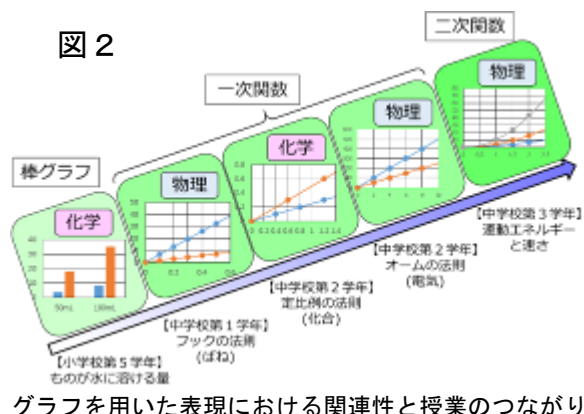 図２
二次関数
一次関数
棒グラフ
物理
物理
化学
物理
化学
50mL
100mL
【中学校第３学年】
運動エネルギー
と速さ
【中学校第２学年】
オームの法則
(電気)
【中学校第２学年】
定比例の法則
(化合)
【中学校第１学年】
フックの法則
(ばね)
【小学校第５学年】
ものが水に溶ける量
グラフを用いた表現における関連性と授業のつながり